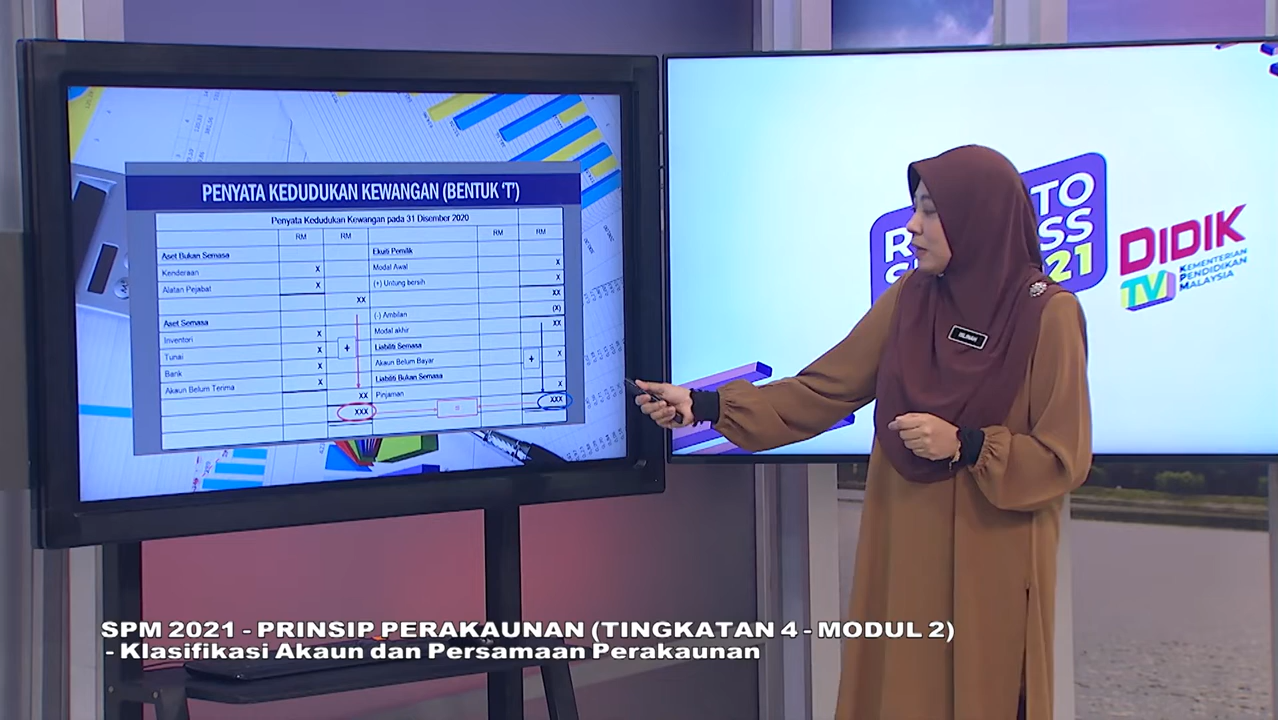 PENYATA KEDUDUKAN KEWANGAN (BENTUK 'T')
Penyata Kedudukan Kewangan pada 31 Disember 2020
RM RM RM RM
Aset Bukan Semasa Ekuiti Pemilik
Kenderaan X Modal Awal X
Alatan Pejabat X (+) Untung bersih X
XX XX
(-) Ambilan (X)
Aset Semasa Modal akhir XX
Inventori X Liabiliti Semasa
Tunai X + Akaun Belum Bayar + X
Bank X Liabiliti Bukan Semasa
Akaun Belum Terima X Pinjaman X
XX
XXX = XXX
TO
SS
21
DIDIK
TV
KEMENTERIAN
PENDIDIKAN
MALAYSIA
SPM 2021 - PRINSIP PERAKAUNAN (TINGKATAN 4 - MODUL 2)
- Klasifikasi Akaun dan Persamaan Perakaunan